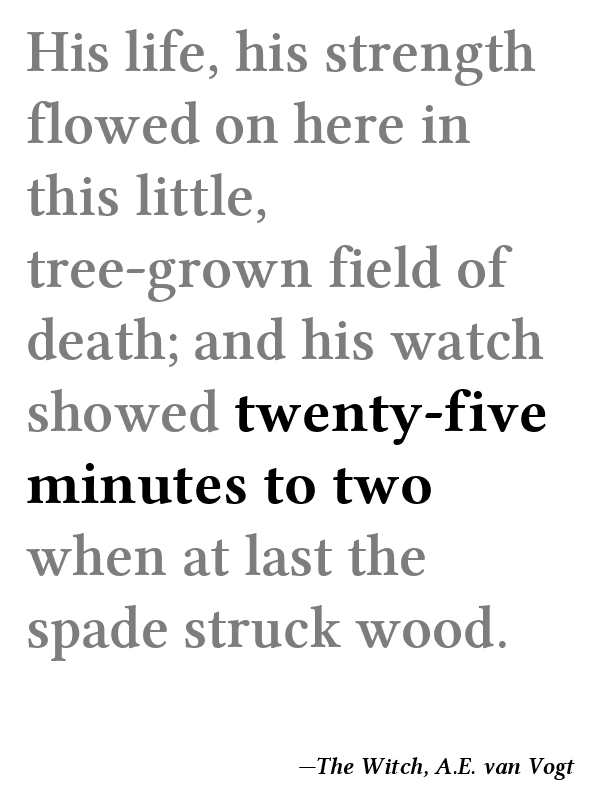 His life, his strength
flowed on here in
this little,
tree-grown field of
death; and his watch
showed twenty-five
minutes to two
when at last the
spade struck wood.
—The Witch, A.E. van Vogt